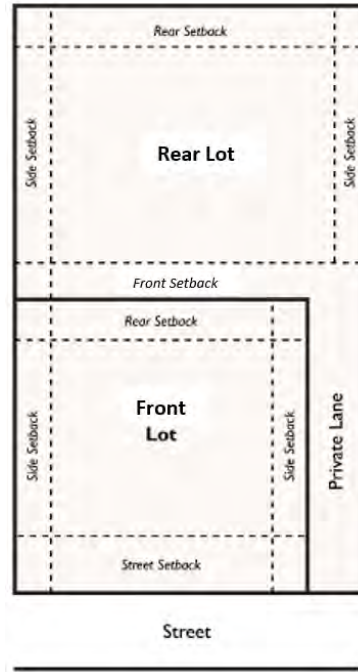 Rear Setback
Side Setback
Rear Lot
Side Setback
Front Setback
Rear Setback
Side Setback
Front
Lot
Side Setback
Private Lane
Street Setback
Street